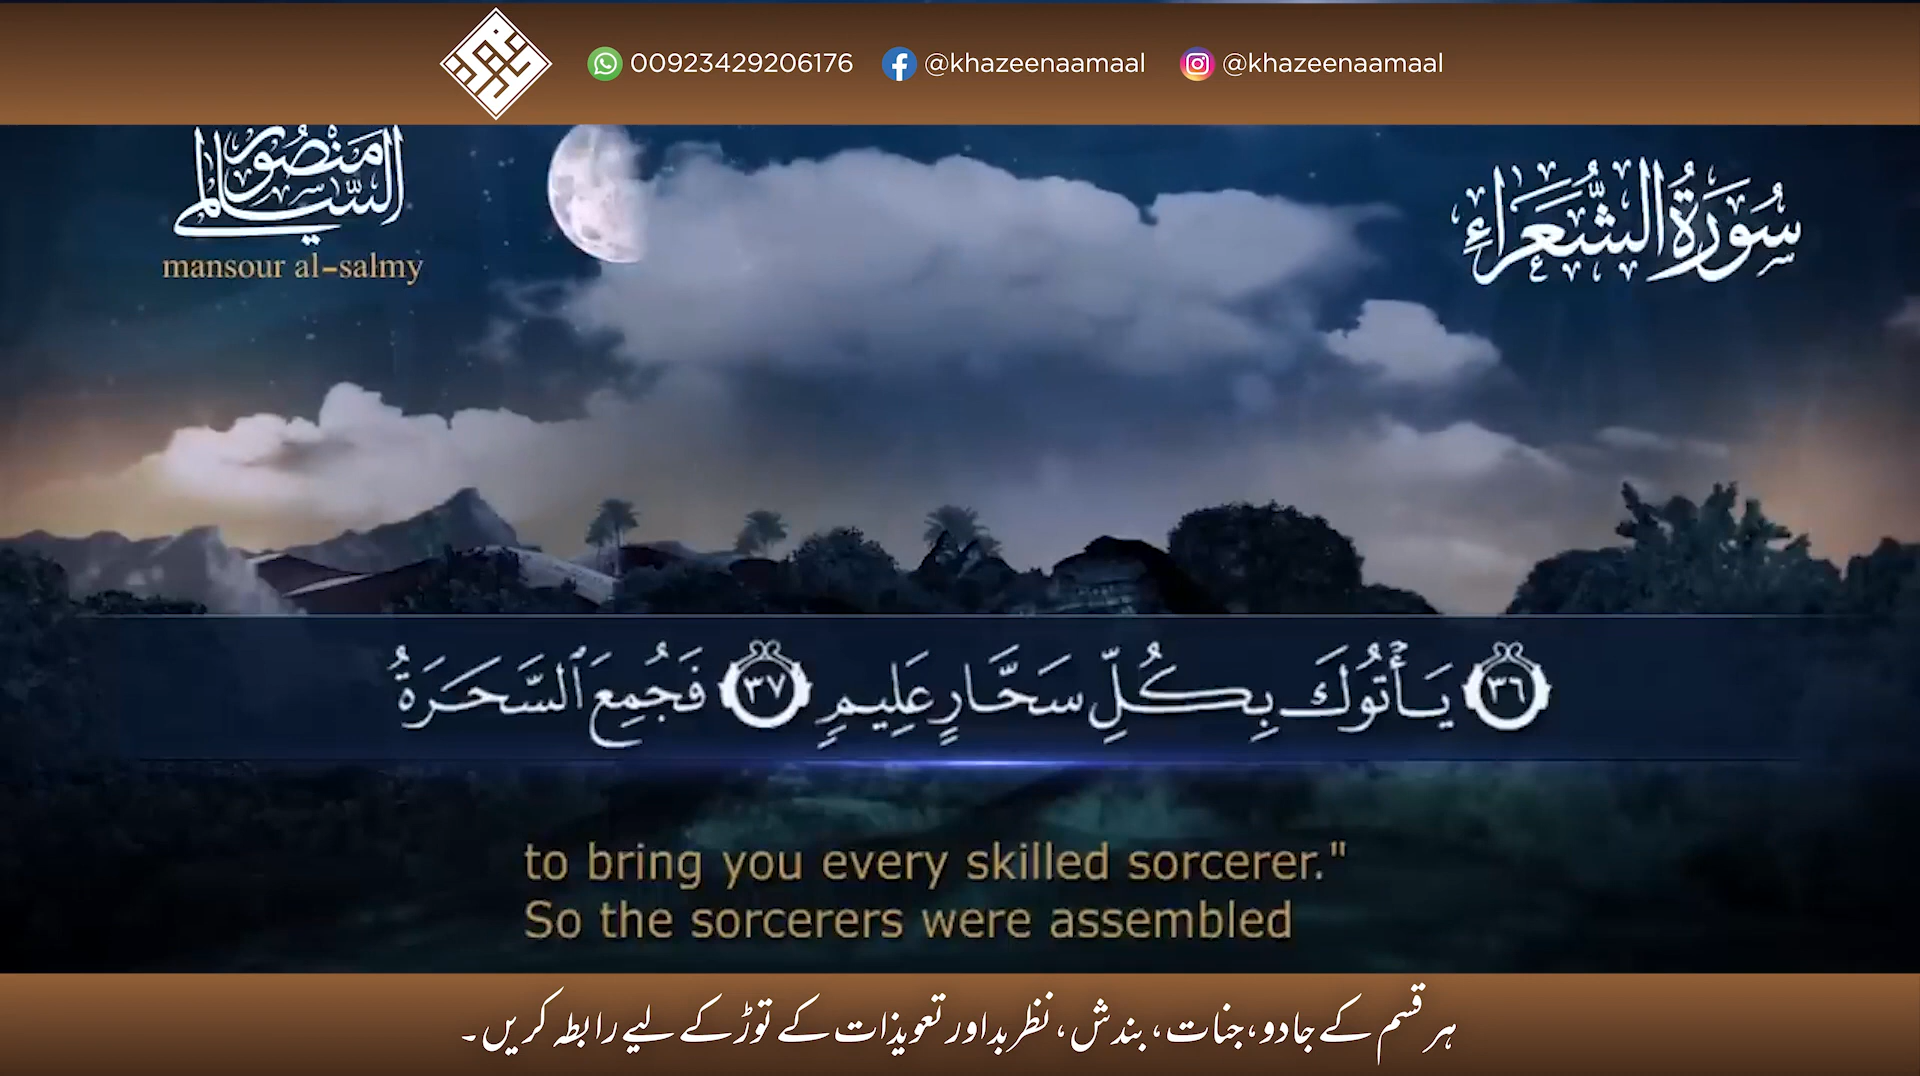 00923429206176 @khazeenaamaal @khazeenaamaal
منصور السالمي
mansour al-salmy
سُورَةُ الشُّعَرَاءِ
٣٦ يَأْتُوكَ بِكُلِّ سَحَّارٍ عَلِيمٍ ٣٧ فَجُمِعَ ٱلسَّحَرَةُ
to bring you every skilled sorcerer."
So the sorcerers were assembled
ہر قسم کے جادو، جنات، بندش، نظر بد اور تعویذات کے توڑ کے لیے رابطہ کریں۔